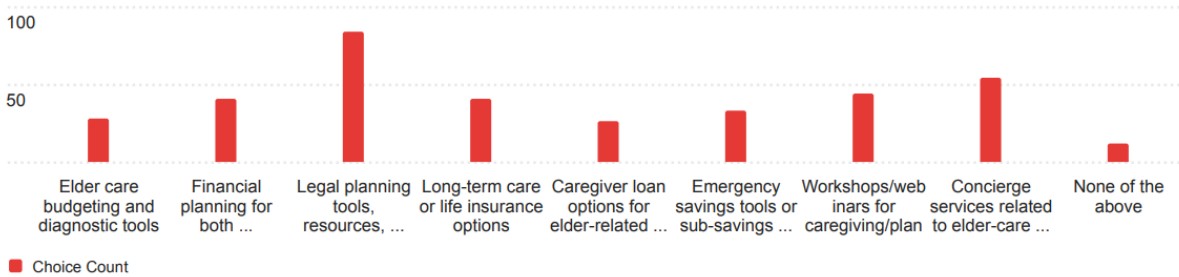 100
50
Elder care
budgeting and
diagnostic tools
Financial
planning for
both ...
Legal planning
tools,
resources, ...
Long-term care
or life insurance
options
Caregiver loan
options for
elder-related ...
Emergency
savings tools or
sub-savings ...
Workshops/web
inars for
caregiving/plan
Concierge
services related
to elder-care ...
None of the
above
Choice Count